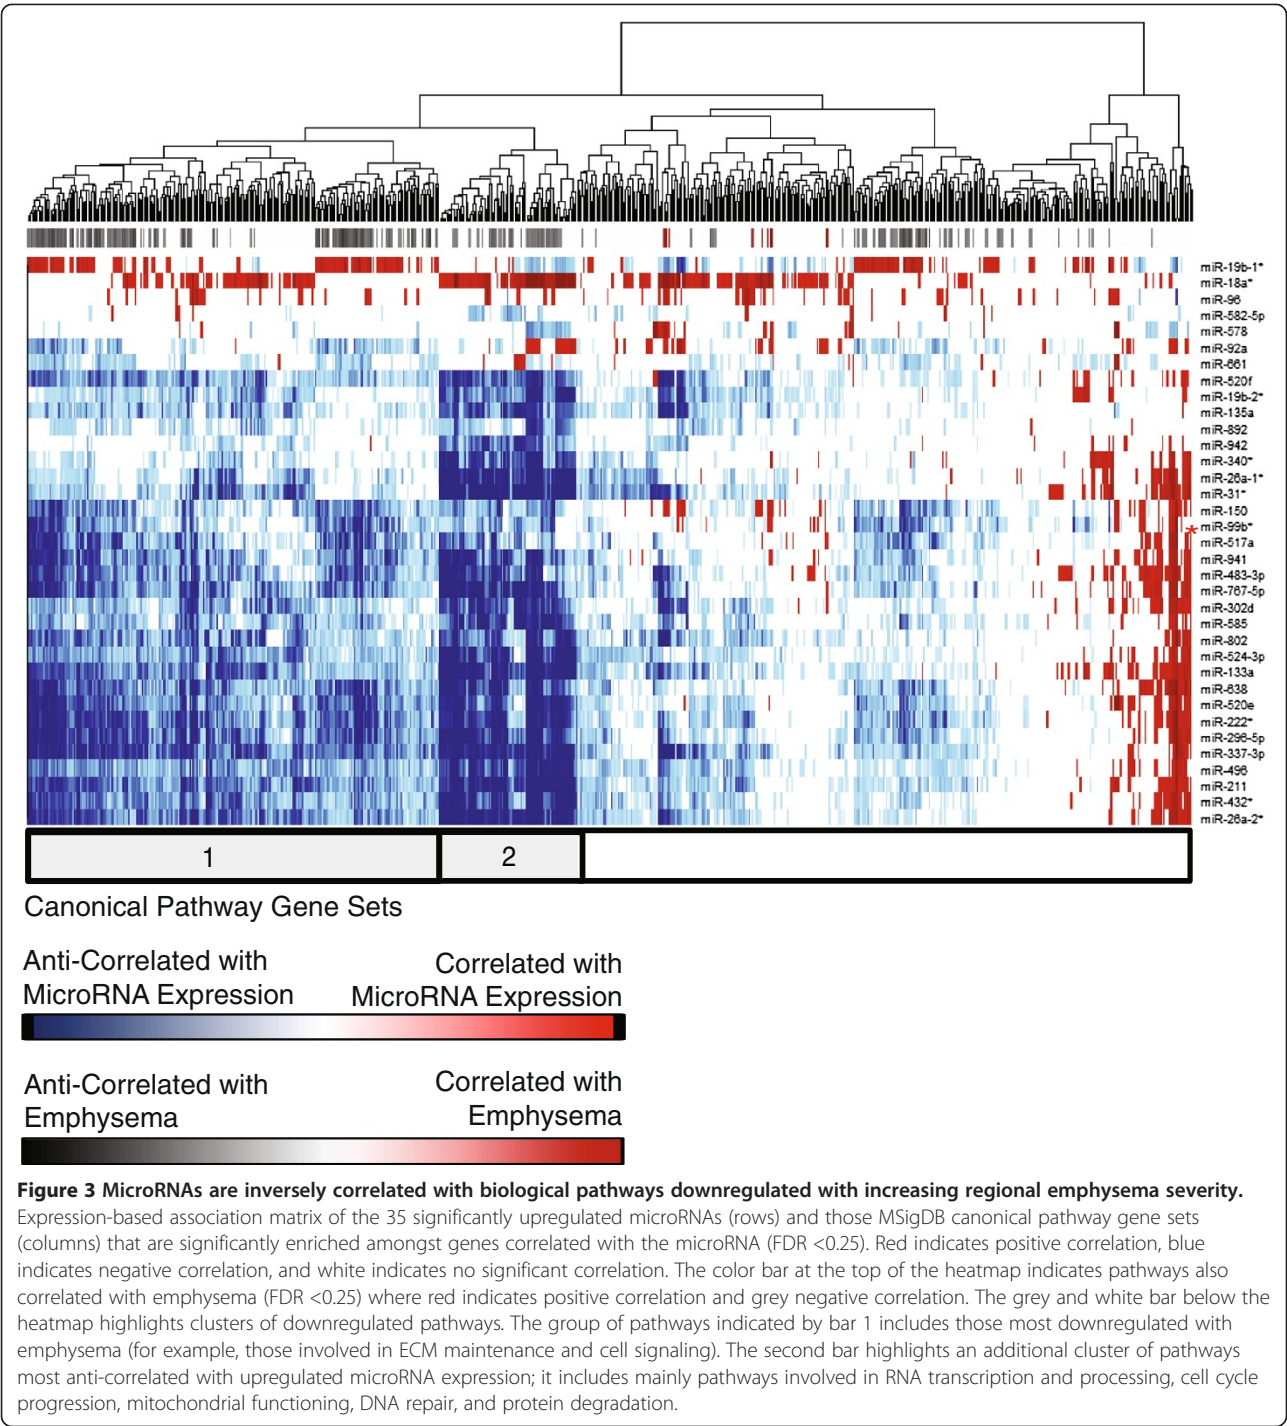 miR-19b-1*
miR-18a*
miR-96
miR-582-5p
miR-578
miR-92a
miR-661
miR-520f
miR-19b-2*
miR-135a
miR-892
miR-942
miR-340*
miR-26a-1*
miR-31*
miR-150
miR-99b*
*
miR-517a
miR-941
miR-483-3p
miR-767-5p
miR-302d
miR-585
miR-802
miR-524-3p
miR-133a
miR-638
miR-520e
miR-222*
miR-296-5p
miR-337-3p
miR-496
miR-211
miR-432*
miR-26a-2*
1 2
Canonical Pathway Gene Sets
Anti-Correlated with Correlated with
MicroRNA Expression MicroRNA Expression
Anti-Correlated with Correlated with
Emphysema Emphysema
Figure 3 MicroRNAs are inversely correlated with biological pathways downregulated with increasing regional emphysema severity.
Expression-based association matrix of the 35 significantly upregulated microRNAs (rows) and those MSigDB canonical pathway gene sets
(columns) that are significantly enriched amongst genes correlated with the microRNA (FDR <0.25). Red indicates positive correlation, blue
indicates negative correlation, and white indicates no significant correlation. The color bar at the top of the heatmap indicates pathways also
correlated with emphysema (FDR <0.25) where red indicates positive correlation and grey negative correlation. The grey and white bar below the
heatmap highlights clusters of downregulated pathways. The group of pathways indicated by bar 1 includes those most downregulated with
emphysema (for example, those involved in ECM maintenance and cell signaling). The second bar highlights an additional cluster of pathways
most anti-correlated with upregulated microRNA expression; it includes mainly pathways involved in RNA transcription and processing, cell cycle
progression, mitochondrial functioning, DNA repair, and protein degradation.